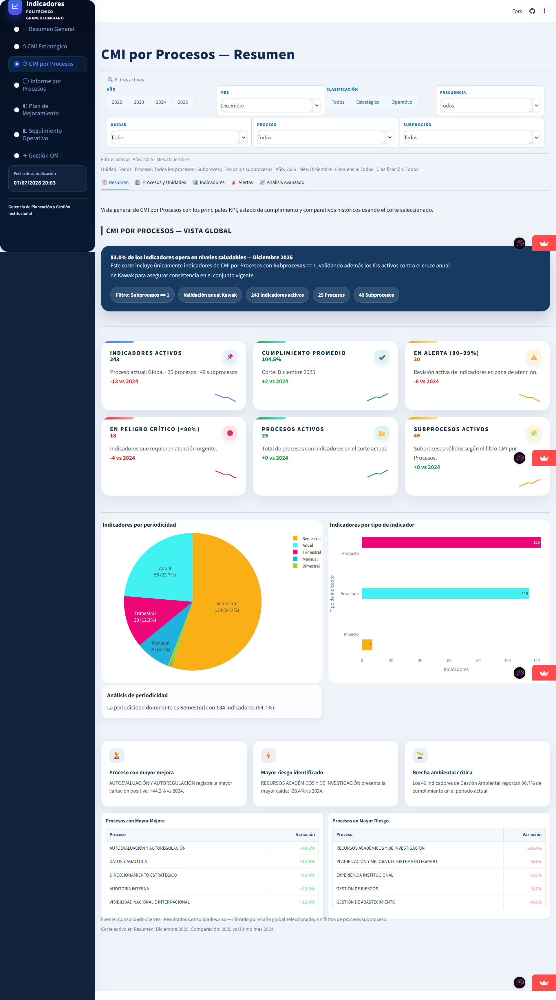 Indicadores
POLITÉCNICO
GRANCOLOMBIANO
Resumen General
CMI Estratégico
CMI por Procesos
Informe por
Procesos
Plan de
Mejoramiento
Seguimiento
Operativo
Gestión OM
Fecha de actualización
07/07/2026 20:03
Gerencia de Planeación y Gestión
Institucional
Fork
CMI por Procesos — Resumen
Filtros activos
AÑO
2022 2023 2024 2025
MES
Diciembre
CLASIFICACIÓN
Todos Estratégico Operativo
FRECUENCIA
Todos
UNIDAD
Todos
PROCESO
Todos
SUBPROCESO
Todos
Filtros activos: Año: 2025 · Mes: Diciembre
Unidad: Todos · Proceso: Todos los procesos · Subproceso: Todos los subprocesos · Año: 2025 · Mes: Diciembre · Frecuencia: Todos · Clasificación: Todos
Resumen Procesos y Unidades Indicadores Alertas Análisis Avanzado
Vista general de CMI por Procesos con los principales KPI, estado de cumplimiento y comparativos históricos usando el corte seleccionado.
CMI POR PROCESOS — VISTA GLOBAL
83.0% de los indicadores opera en niveles saludables — Diciembre 2025
Este corte incluye únicamente indicadores de CMI por Procesos con Subprocesos == 1, validando además los IDs activos contra el cruce anual
de Kawak para asegurar consistencia en el conjunto vigente.
Filtro: Subprocesos == 1
Validación anual Kawak
243 Indicadores activos
25 Procesos
49 Subprocesos
INDICADORES ACTIVOS
243
Proceso actual: Global · 25 procesos · 49 subprocesos
-13 vs 2024
CUMPLIMIENTO PROMEDIO
104.5%
Corte: Diciembre 2025
+2 vs 2024
EN ALERTA (80–99%)
20
Revisión activa de indicadores en zona de atención.
-8 vs 2024
EN PELIGRO CRÍTICO (<80%)
18
Indicadores que requieren atención urgente.
-4 vs 2024
PROCESOS ACTIVOS
25
Total de procesos con indicadores en el corte actual.
+0 vs 2024
SUBPROCESOS ACTIVOS
49
Subprocesos válidos según el filtro CMI por
Procesos.
+0 vs 2024
Indicadores por periodicidad
Semestral
Anual
Trimestral
Mensual
Bimestral
Anual
58 (23.7%)
Semestral
134 (54.7%)
Trimestral
30 (12.2%)
Mensual
20 (8.2%)
Indicadores por tipo de indicador
Tipo de indicador
Producto
123
Resultado
115
Impacto
7
0 20 40 60 80 100 120
Indicadores
Análisis de periodicidad
La periodicidad dominante es Semestral con 134 indicadores (54.7%).
Proceso con mayor mejora
AUTOEVALUACIÓN Y AUTOREGULACIÓN registra la mayor
variación positiva: +44.2% vs 2024.
Mayor riesgo identificado
RECURSOS ACADÉMICOS Y DE INVESTIGACIÓN presenta la
mayor caída: -28.4% vs 2024.
Brecha ambiental crítica
Los 40 indicadores de Gestión Ambiental reportan 90.7% de
cumplimiento en el periodo actual.
Procesos con Mayor Mejora
Proceso Variación
AUTOEVALUACIÓN Y AUTOREGULACIÓN +44.2%
DATOS Y ANALÍTICA +14.6%
DIRECCIONAMIENTO ESTRATÉGICO +13.4%
AUDITORÍA INTERNA +13.3%
VISIBILIDAD NACIONAL E INTERNACIONAL +12.9%
Procesos en Mayor Riesgo
Proceso Variación
RECURSOS ACADÉMICOS Y DE INVESTIGACIÓN -28.4%
PLANIFICACIÓN Y MEJORA DEL SISTEMA INTEGRADO -9.9%
EXPERIENCIA INSTITUCIONAL -5.6%
GESTIÓN DE RIESGOS -5.2%
GESTIÓN DE ABASTECIMIENTO -4.6%
Fuente: Consolidado Cierres · Resultados Consolidados.xlsx — Filtrado por el año global seleccionado, sin filtros de proceso/subproceso
Corte activo en Resumen: Diciembre 2025. Comparación: 2025 vs Último mes 2024.